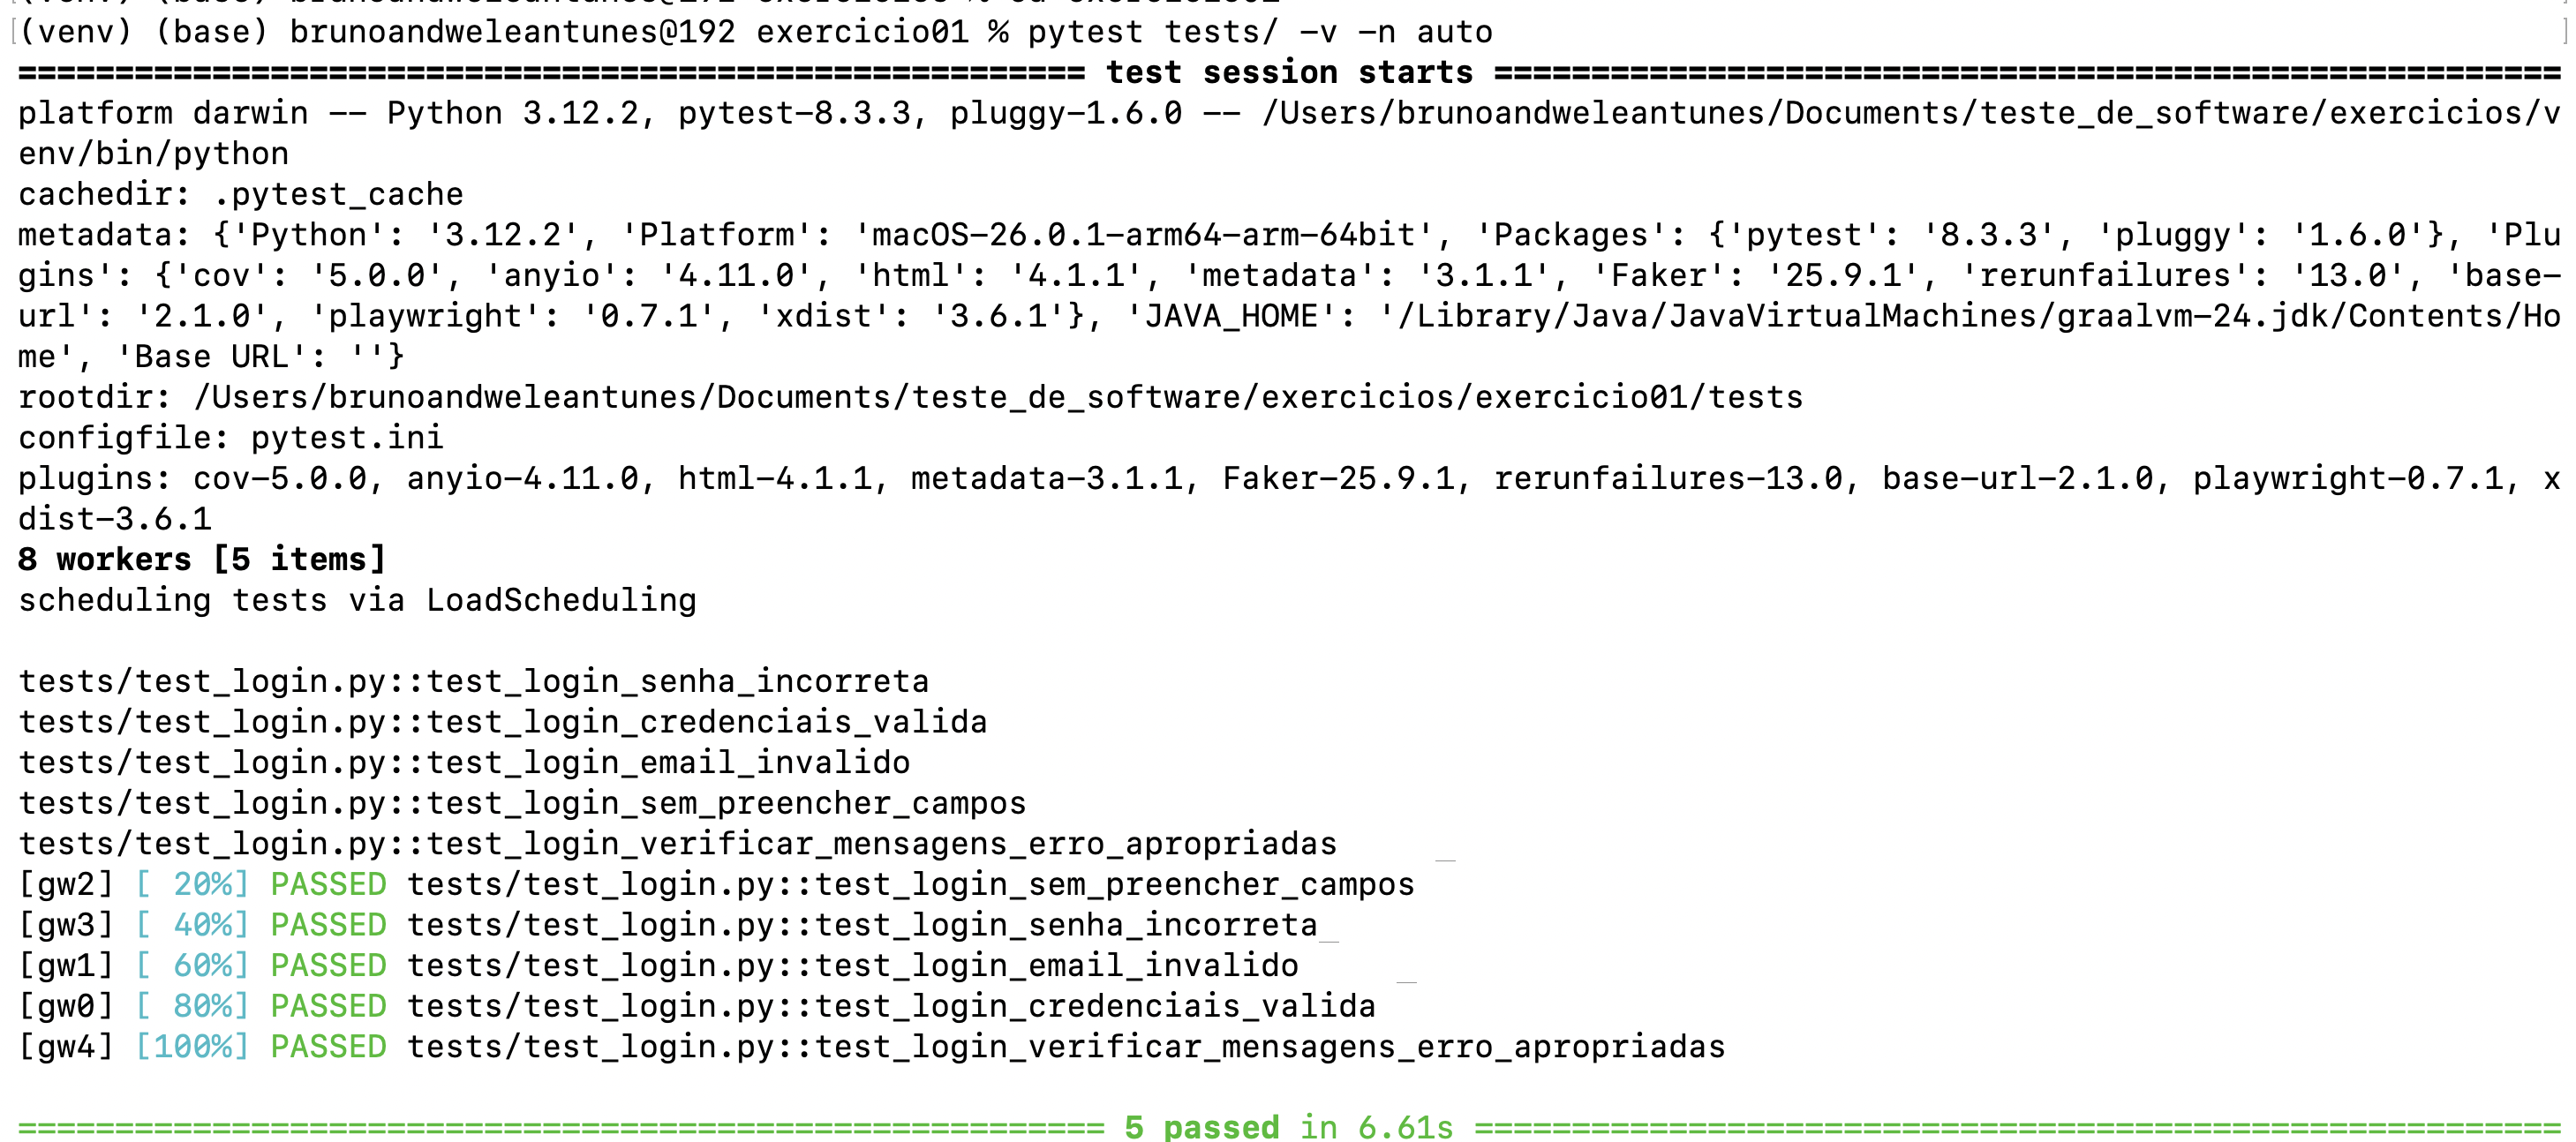 (venv) (base) brunoandweleantunes@192 exercicio01 % pytest tests/ -v -n auto
======================================================= test session starts =======================================================
platform darwin -- Python 3.12.2, pytest-8.3.3, pluggy-1.6.0 -- /Users/brunoandweleantunes/Documents/teste_de_software/exercicios/v
env/bin/python
cachedir: .pytest_cache
metadata: {'Python': '3.12.2', 'Platform': 'macOS-26.0.1-arm64-arm-64bit', 'Packages': {'pytest': '8.3.3', 'pluggy': '1.6.0'}, 'Plu
gins': {'cov': '5.0.0', 'anyio': '4.11.0', 'html': '4.1.1', 'metadata': '3.1.1', 'Faker': '25.9.1', 'rerunfailures': '13.0', 'base-
url': '2.1.0', 'playwright': '0.7.1', 'xdist': '3.6.1'}, 'JAVA_HOME': '/Library/Java/JavaVirtualMachines/graalvm-24.jdk/Contents/Ho
me', 'Base URL': ''}
rootdir: /Users/brunoandweleantunes/Documents/teste_de_software/exercicios/exercicio01/tests
configfile: pytest.ini
plugins: cov-5.0.0, anyio-4.11.0, html-4.1.1, metadata-3.1.1, Faker-25.9.1, rerunfailures-13.0, base-url-2.1.0, playwright-0.7.1, x
dist-3.6.1
8 workers [5 items]
scheduling tests via LoadScheduling
tests/test_login.py::test_login_senha_incorreta
tests/test_login.py::test_login_credenciais_valida
tests/test_login.py::test_login_email_invalido
tests/test_login.py::test_login_sem_preencher_campos
tests/test_login.py::test_login_verificar_mensagens_erro_apropriadas
[gw2] [ 20%] PASSED tests/test_login.py::test_login_sem_preencher_campos
[gw3] [ 40%] PASSED tests/test_login.py::test_login_senha_incorreta
[gw1] [ 60%] PASSED tests/test_login.py::test_login_email_invalido
[gw0] [ 80%] PASSED tests/test_login.py::test_login_credenciais_valida
[gw4] [100%] PASSED tests/test_login.py::test_login_verificar_mensagens_erro_apropriadas
======================================================== 5 passed in 6.61s ========================================================